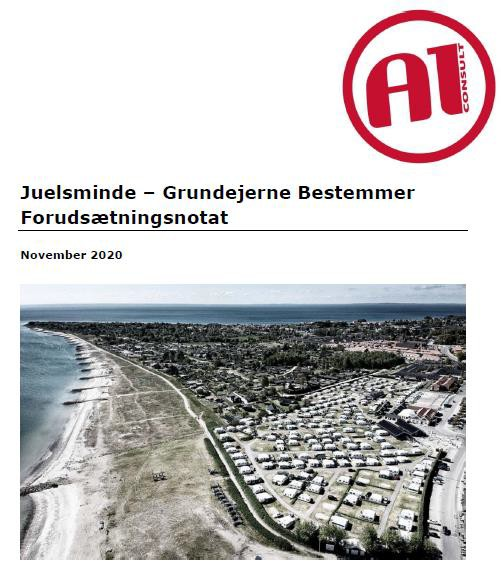 A1
CONSULT
Juelsminde – Grundejerne Bestemmer
Forudsætningsnotat
November 2020